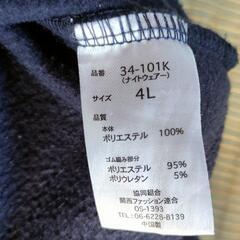 品番 34-101K
(ナイトウェアー)
サイズ 4L
品質
本体
ポリエステル 100%
ゴム編み部分
ポリエステル 95%
ポリウレタン 5%
協同組合
関西ファッション連合
OS-1393
TEL 06-6228-8139
中国製